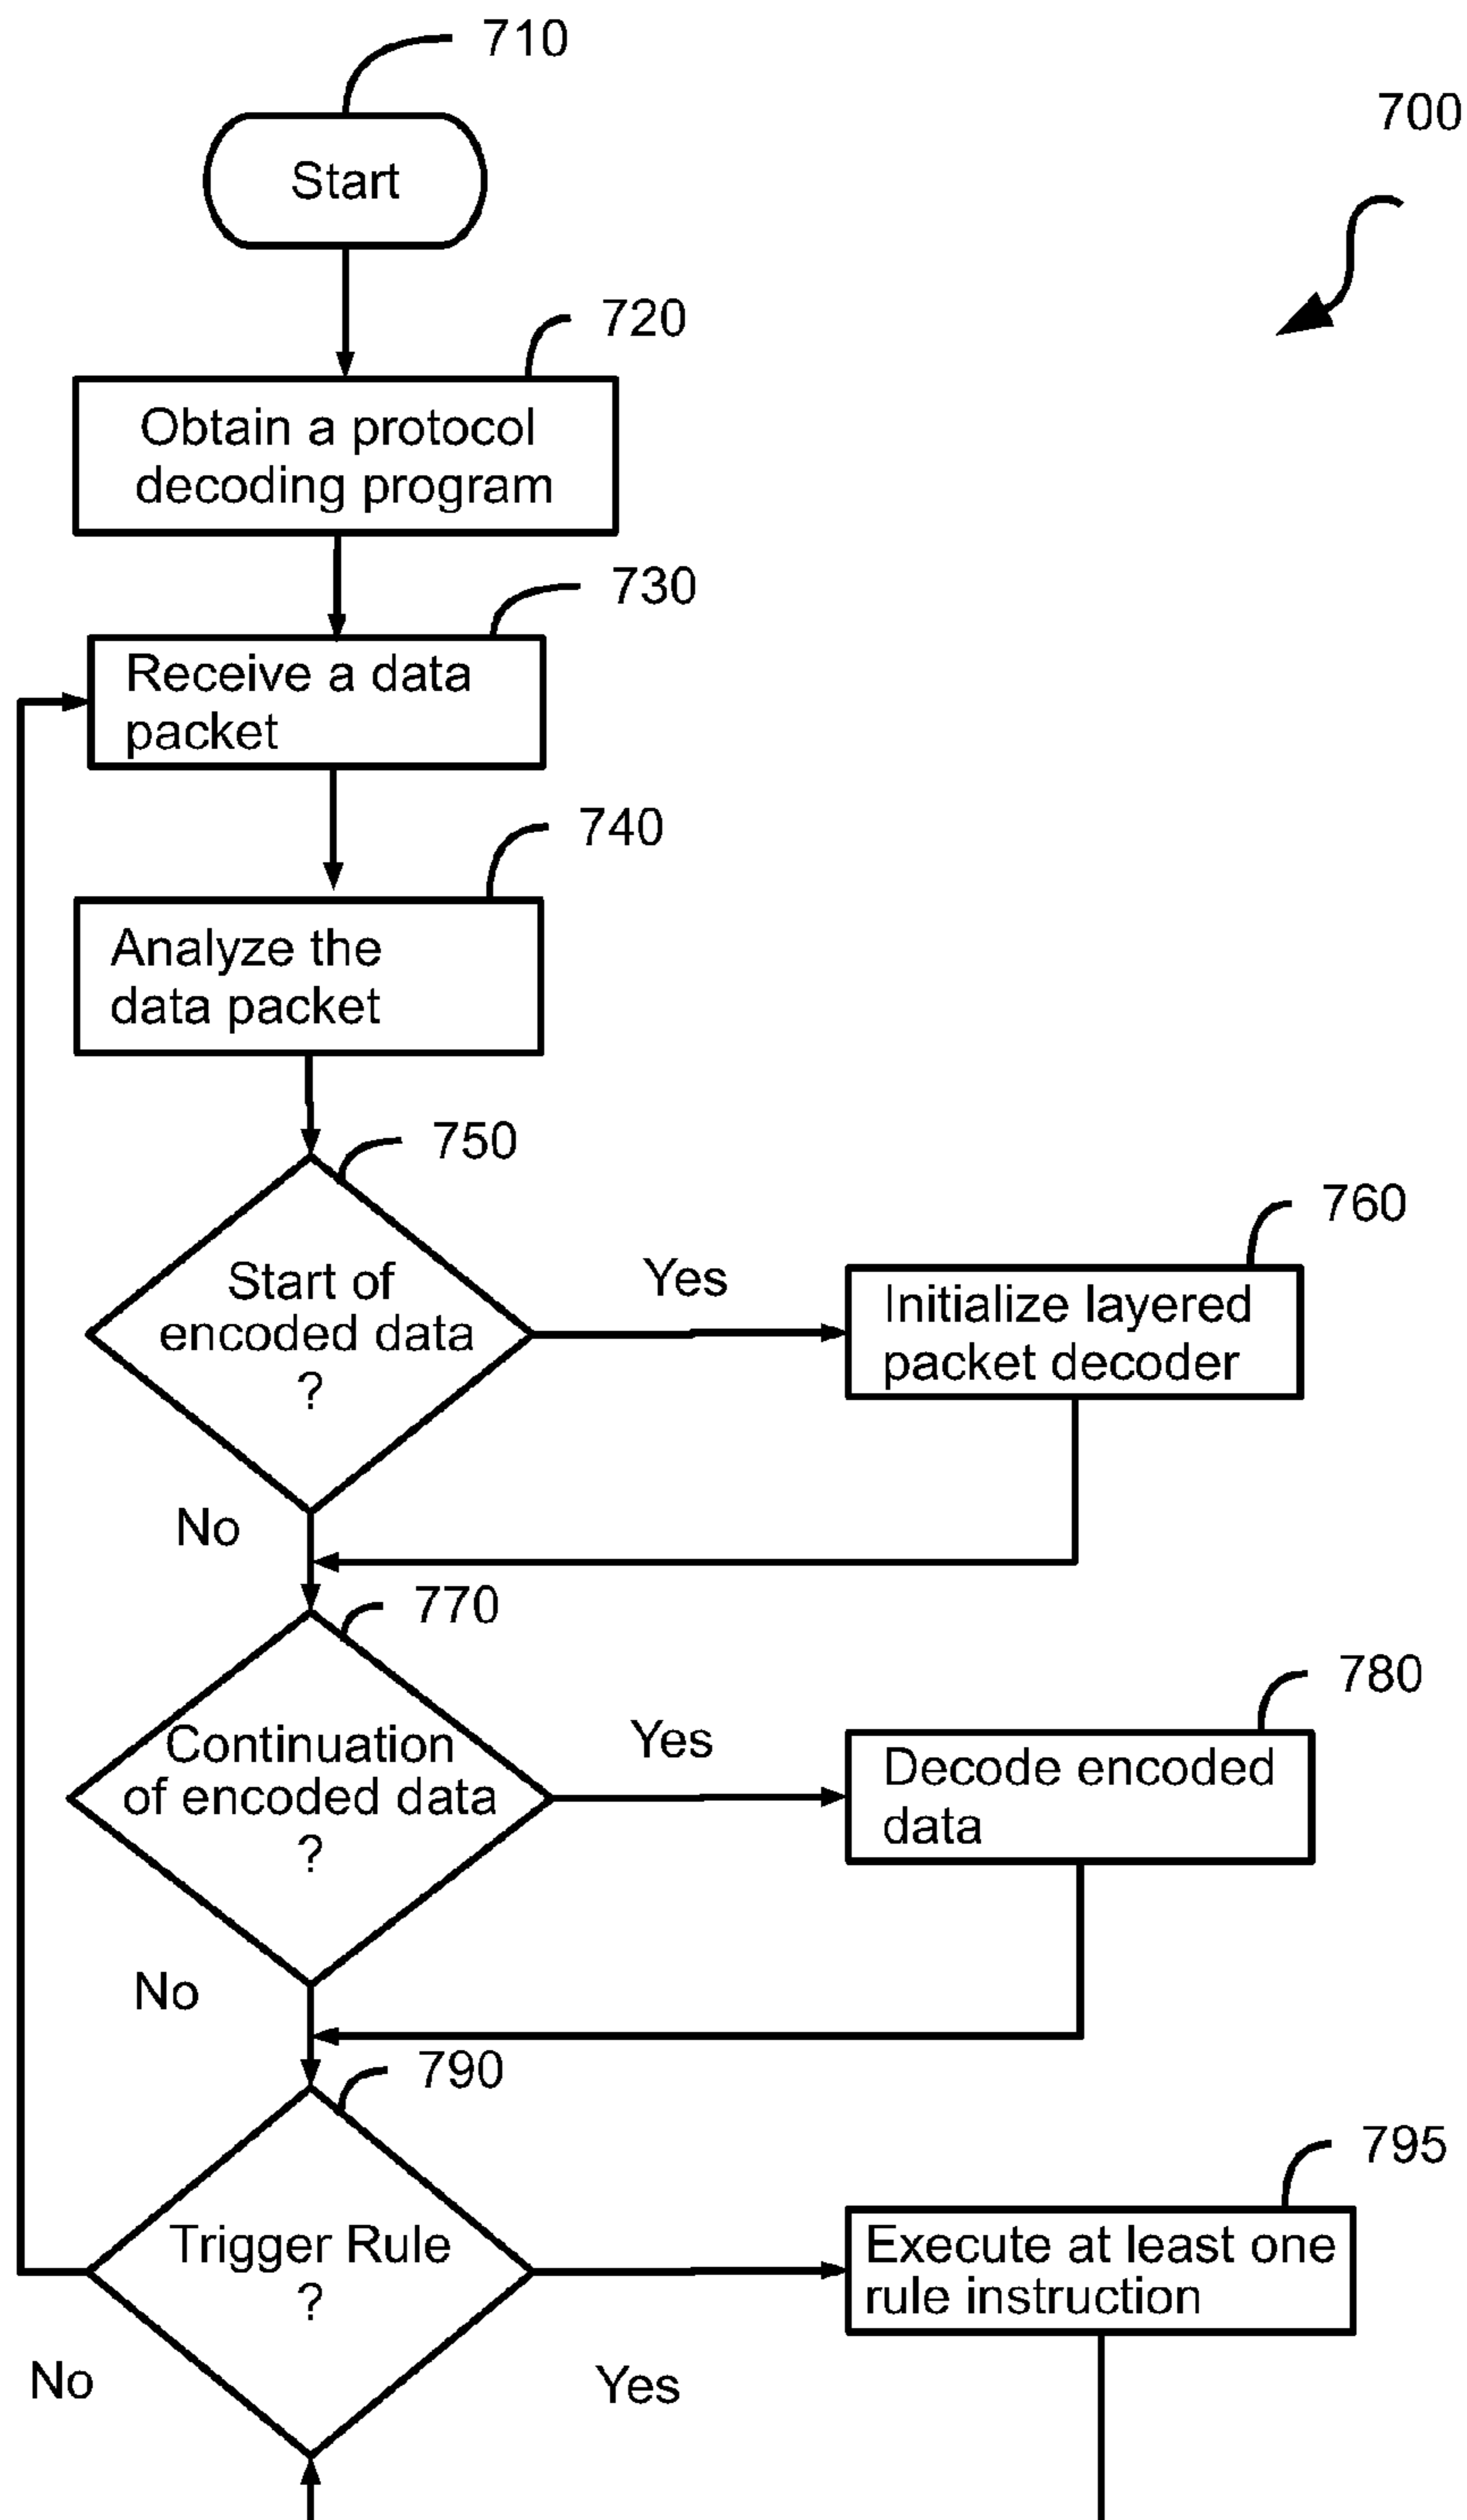 710
700
Start
720
Obtain a protocol
decoding program
730
Receive a data
packet
740
Analyze the
data packet
750
760
Start of
encoded data
?
Yes
Initialize layered
packet decoder
No
770
780
Continuation
of encoded data
?
Yes
Decode encoded
data
No
790
795
Trigger Rule
?
Execute at least one
rule instruction
No
Yes